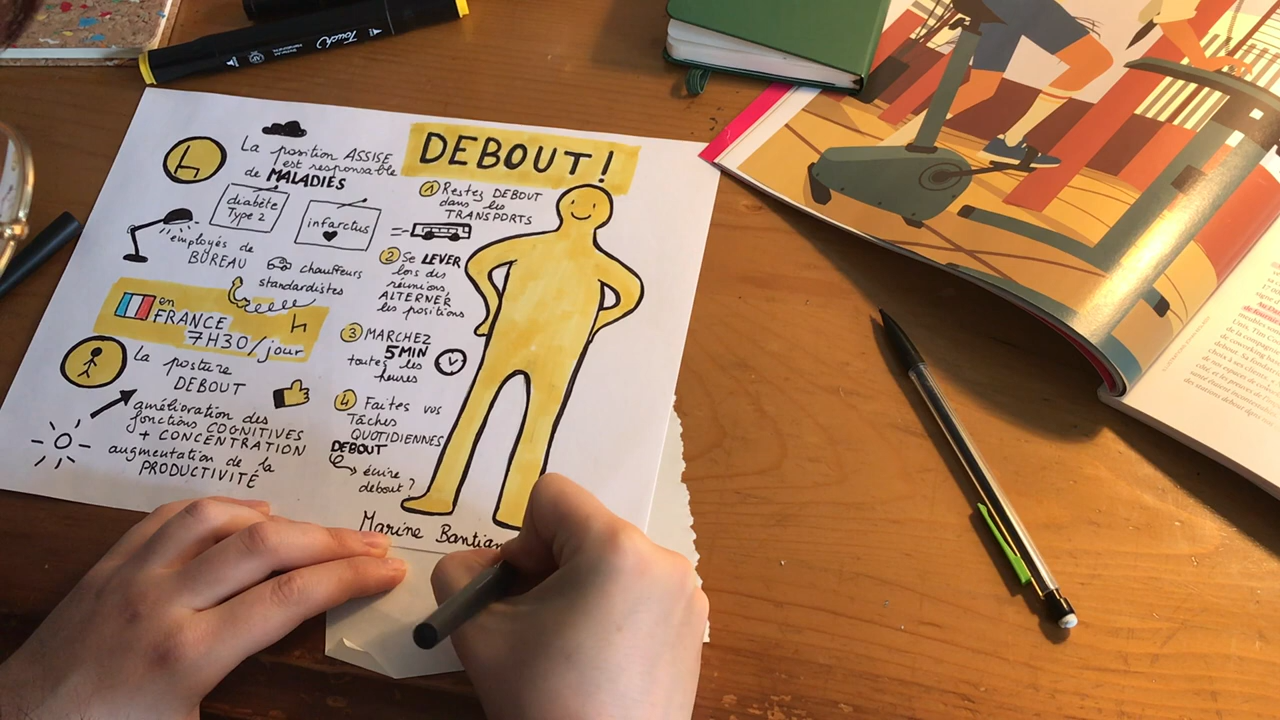 Touch
DEBOUT!
La position ASSISE
est responsable
de MALADIES
diabète
Type 2
infarctus
employés de
BUREAU
chauffeurs
standardistes
en
FRANCE
7H30/jour
La posture
DEBOUT
amélioration des
fonctions COGNITIVES
+ CONCENTRATION
augmentation de la
PRODUCTIVITÉ
1 Restez DEBOUT
dans les
TRANSPORTS
2 Se LEVER
lors des
réunions
ALTERNER
les positions
3 MARCHEZ
5MIN
toutes les
heures
4 Faites vos
Tâches
QUOTIDIENNES
DEBOUT
écrire
debout?
Marine Bantian